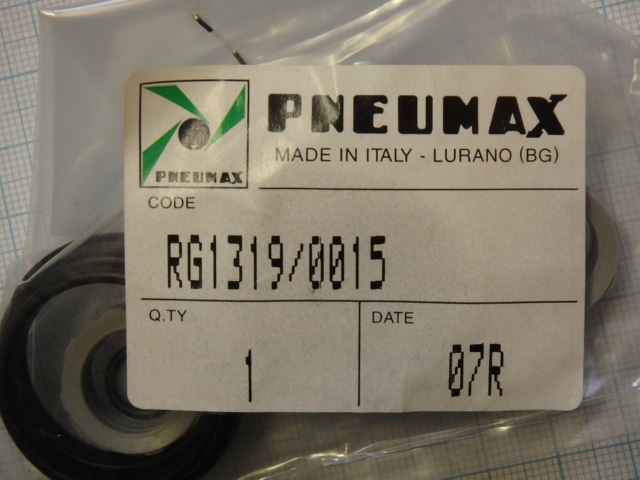 PNEUMAX
PNEUMAX
MADE IN ITALY - LURANO (BG)
CODE
RG1319/0015
Q.TY
DATE
1
07R